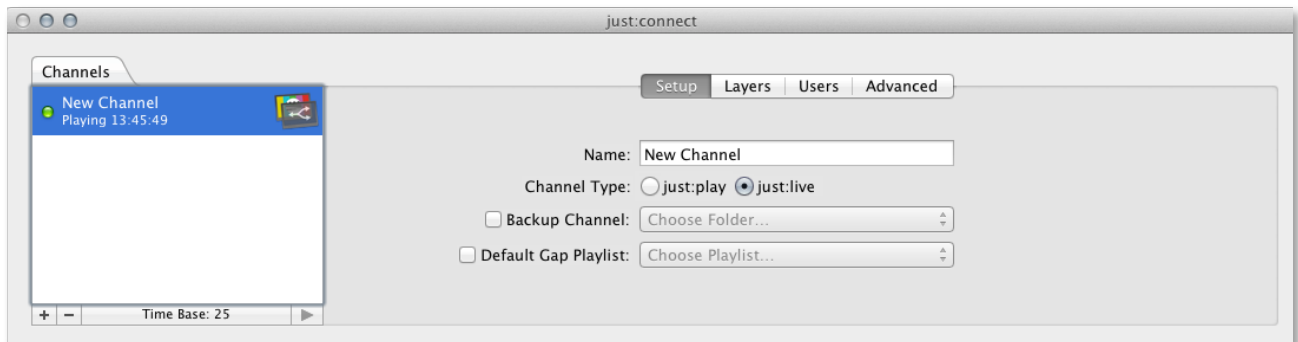 just:connect
Channels
New Channel
Playing 13:45:49
+ − Time Base: 25
Setup Layers Users Advanced
Name: New Channel
Channel Type: just:play just:live
Backup Channel: Choose Folder...
Default Gap Playlist: Choose Playlist...